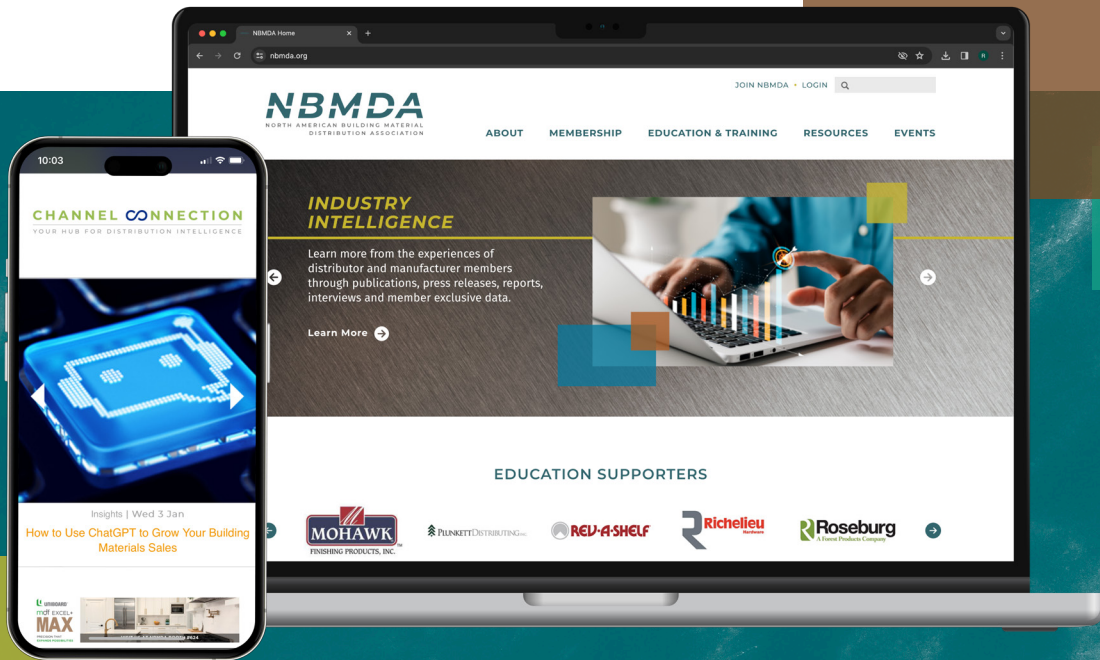 NBMDA Home
nbmda.org
R
JOIN NBMDA • LOGIN
NBMDA
NORTH AMERICAN BUILDING MATERIAL
DISTRIBUTION ASSOCIATION
ABOUT MEMBERSHIP EDUCATION & TRAINING RESOURCES EVENTS
INDUSTRY
INTELLIGENCE
Learn more from the experiences of
distributor and manufacturer members
through publications, press releases, reports,
interviews and member exclusive data.
Learn More
EDUCATION SUPPORTERS
MOHAWK
FINISHING PRODUCTS, INC.
PLUNKETT DISTRIBUTING
REV-A-SHELF
Richelieu
Hardware
Roseburg
A Forest Products Company
10:03
CHANNEL CONNECTION
YOUR HUB FOR DISTRIBUTION INTELLIGENCE
Insights | Wed 3 Jan
How to Use ChatGPT to Grow Your Building
Materials Sales
UNIBOARD
mdf EXCEL+
MAX